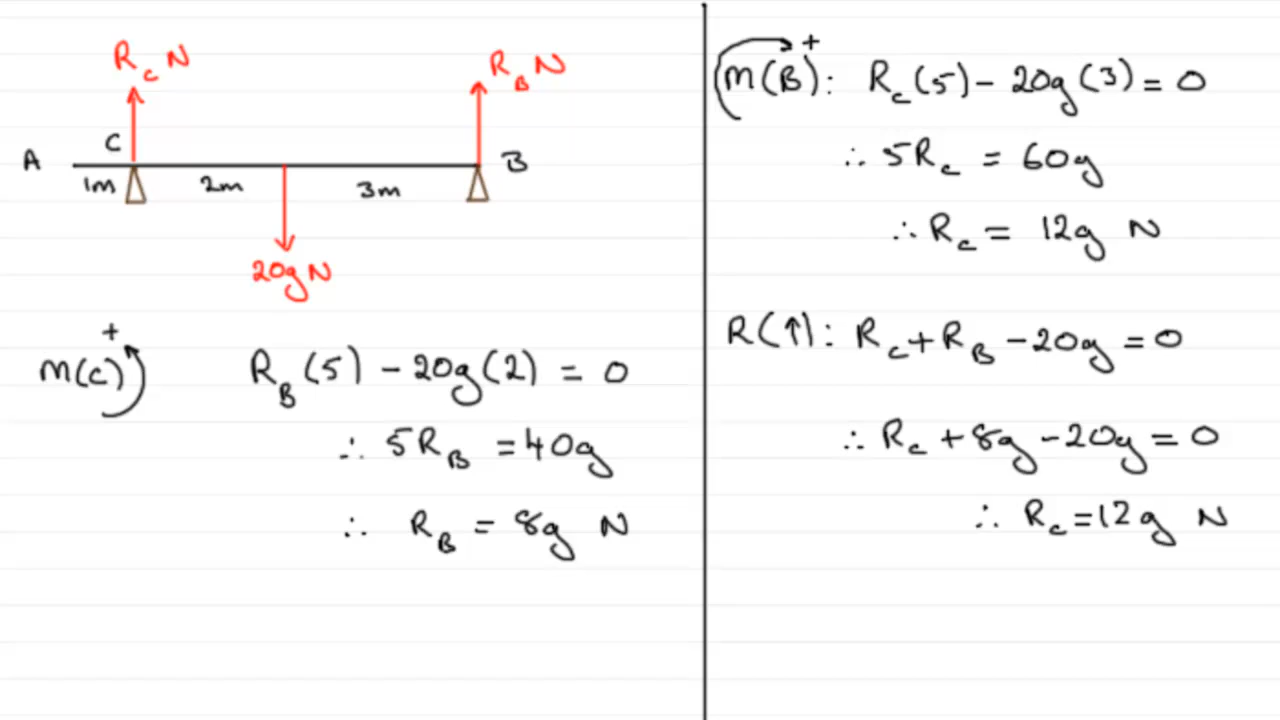 R_C N
R_B N
A
C
B
1m
2m
3m
20g N
M(C) +
R_B (5) - 20g(2) = 0
∴ 5R_B = 40g
∴ R_B = 8g N
+
M(B): R_C (5) - 20g (3) = 0
∴ 5R_C = 60g
∴ R_C = 12g N
R(↑): R_C + R_B - 20g = 0
∴ R_C + 8g - 20g = 0
∴ R_C = 12g N